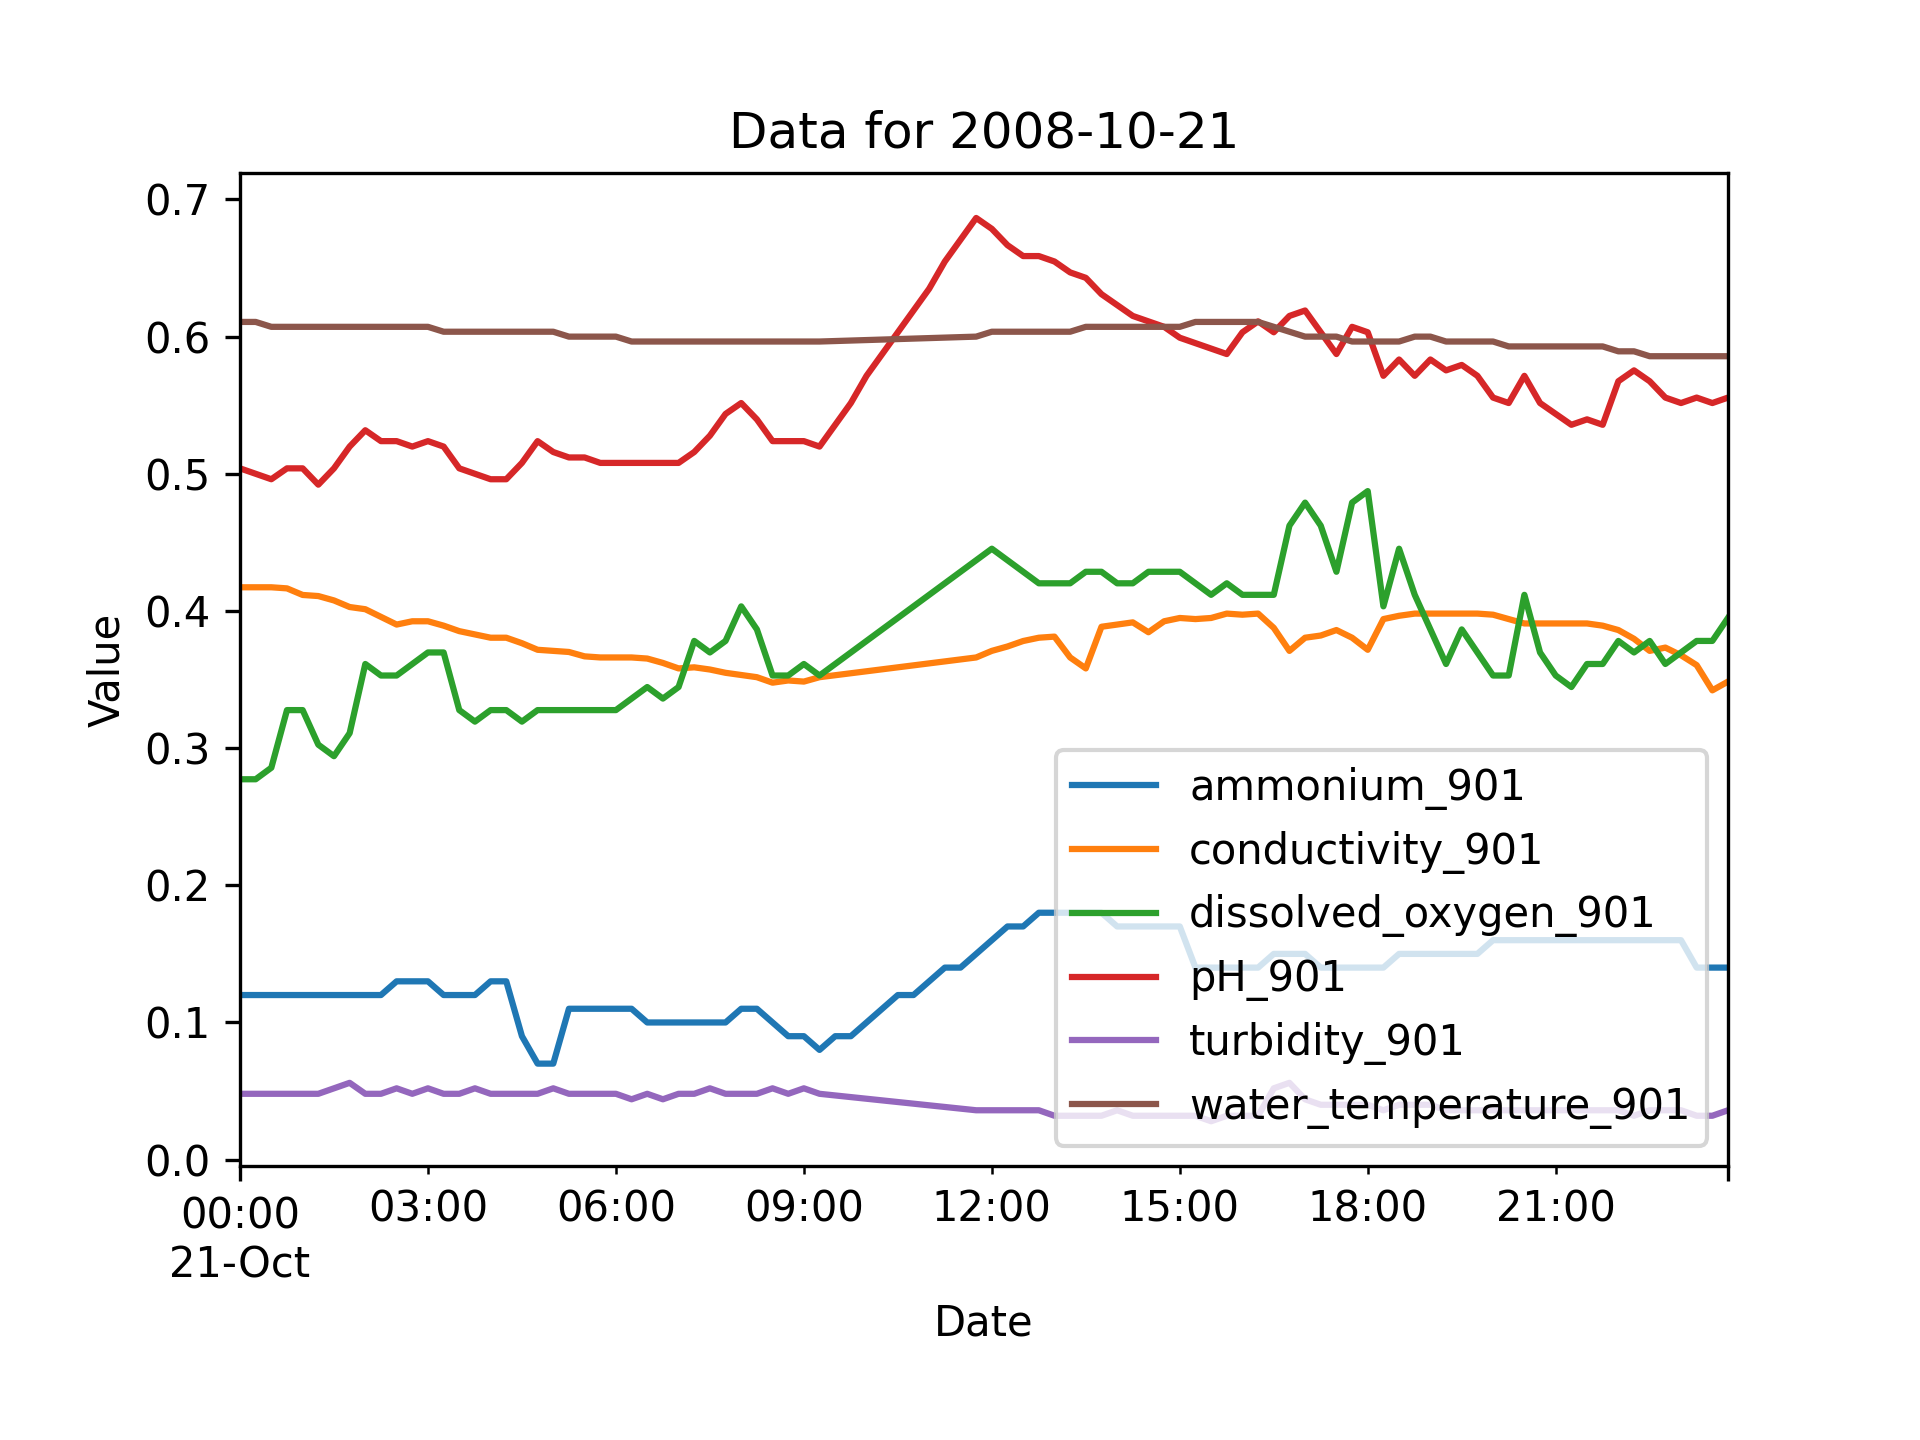 Data for 2008-10-21
Value
0.7
0.6
0.5
0.4
0.3
0.2
0.1
0.0
ammonium_901
conductivity_901
dissolved_oxygen_901
pH_901
turbidity_901
water_temperature_901
00:00 03:00 06:00 09:00 12:00 15:00 18:00 21:00
21-Oct
Date